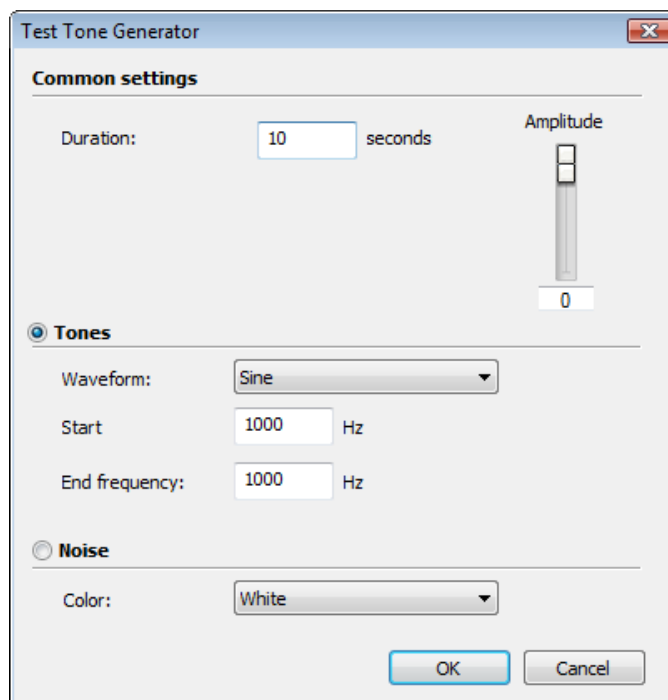 Test Tone Generator
Common settings
Amplitude
Duration: 10 seconds
0
Tones
Waveform: Sine
Start 1000 Hz
End frequency: 1000 Hz
Noise
Color: White
OK Cancel